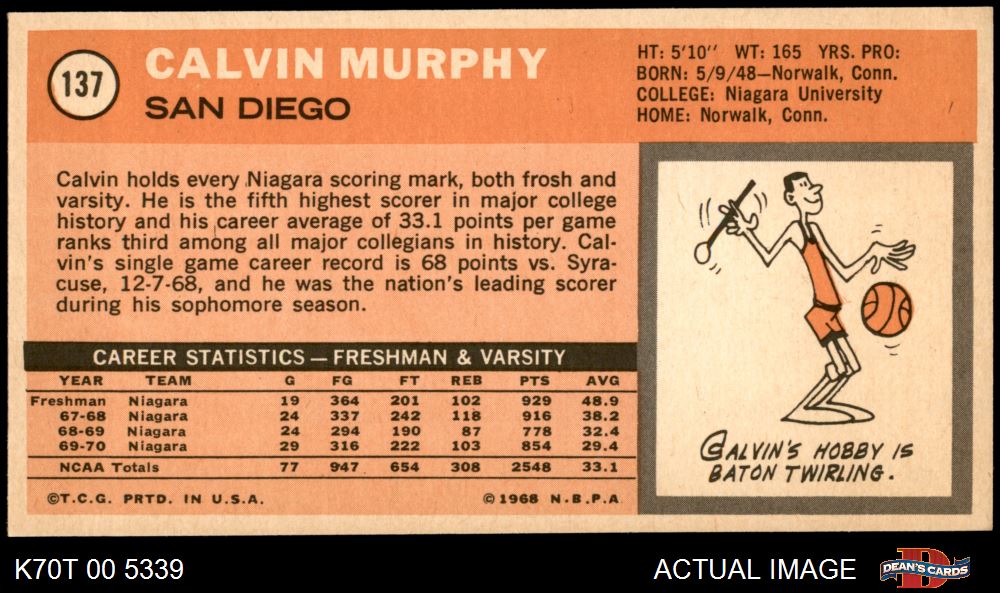 137
CALVIN MURPHY
SAN DIEGO
HT: 5'10'' WT: 165 YRS. PRO:
BORN: 5/9/48—Norwalk, Conn.
COLLEGE: Niagara University
HOME: Norwalk, Conn.
Calvin holds every Niagara scoring mark, both frosh and
varsity. He is the fifth highest scorer in major college
history and his career average of 33.1 points per game
ranks third among all major collegians in history. Cal-
vin's single game career record is 68 points vs. Syra-
cuse, 12-7-68, and he was the nation's leading scorer
during his sophomore season.
CAREER STATISTICS — FRESHMAN & VARSITY
YEAR TEAM G FG FT REB PTS AVG
Freshman Niagara 19 364 201 102 929 48.9
67-68 Niagara 24 337 242 118 916 38.2
68-69 Niagara 24 294 190 87 778 32.4
69-70 Niagara 29 316 222 103 854 29.4
NCAA Totals 77 947 654 308 2548 33.1
©T.C.G. PRTD. IN U.S.A. ©1968 N.B.P.A.
CALVIN'S HOBBY IS
BATON TWIRLING.
K70T 00 5339
ACTUAL IMAGE
D
DEAN'S CARDS